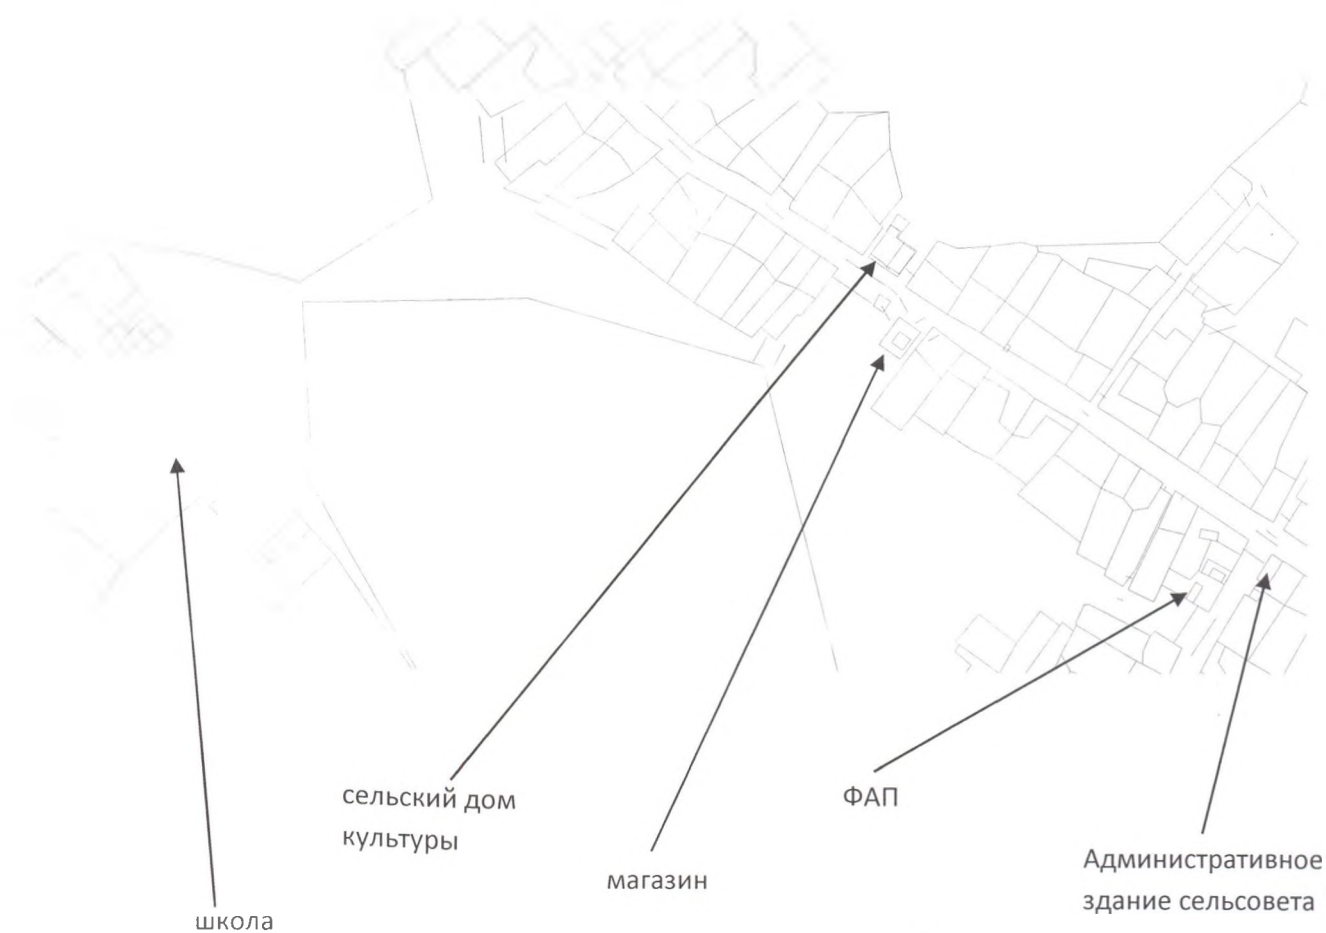 сельский дом
культуры
ФАП
магазин
Административное
здание сельсовета
школа